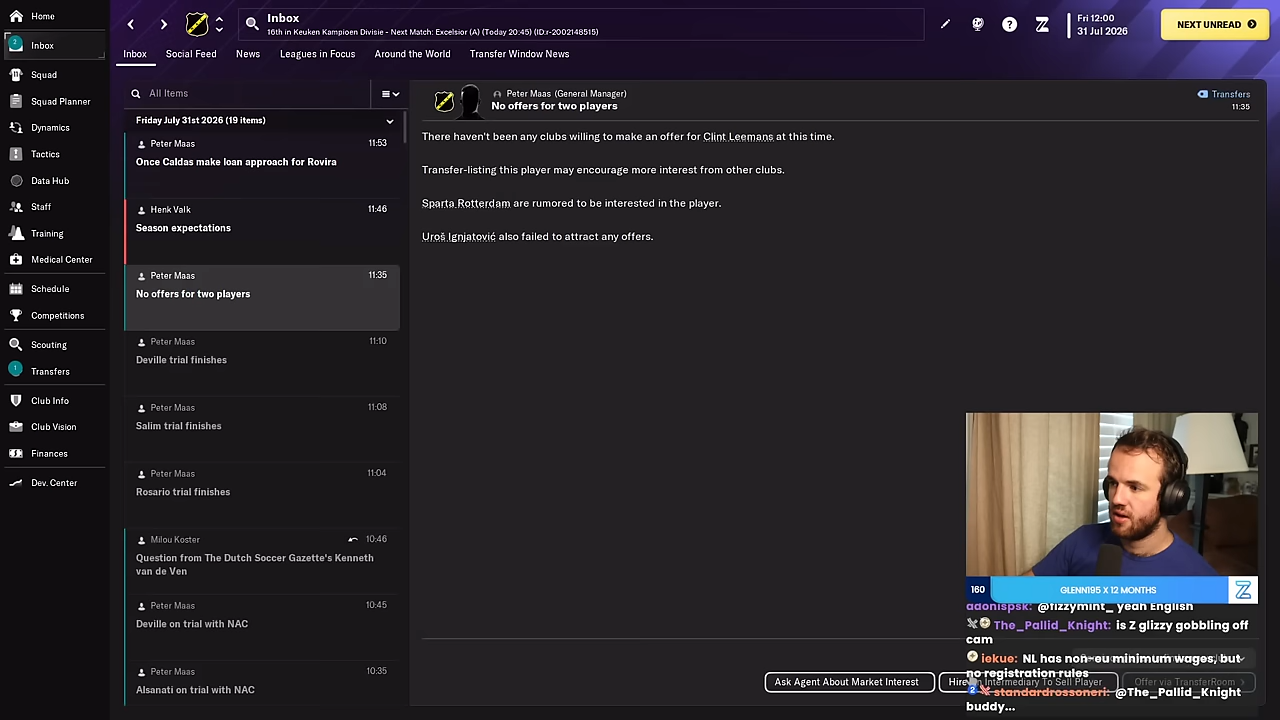 Home
Inbox
16th in Keuken Kampioen Divisie - Next Match: Excelsior (A) (Today 20:45) (ID:r-2002148515)
Fri 12:00
31 Jul 2026
NEXT UNREAD
2
Inbox
Squad
Squad Planner
Dynamics
Tactics
Data Hub
Staff
Training
Medical Center
Schedule
Competitions
Scouting
1
Transfers
Club Info
Club Vision
Finances
Dev. Center
Inbox
Social Feed
News
Leagues in Focus
Around the World
Transfer Window News
All Items
Friday July 31st 2026 (19 items)
Peter Maas 11:53
Once Caldas make loan approach for Rovira
Henk Valk 11:46
Season expectations
Peter Maas 11:35
No offers for two players
Peter Maas 11:10
Deville trial finishes
Peter Maas 11:08
Salim trial finishes
Peter Maas 11:04
Rosario trial finishes
Milou Koster 10:46
Question from The Dutch Soccer Gazette's Kenneth
van de Ven
Peter Maas 10:45
Deville on trial with NAC
Peter Maas 10:35
Alsanati on trial with NAC
Peter Maas (General Manager)
No offers for two players
Transfers
11:35
There haven't been any clubs willing to make an offer for Clint Leemans at this time.
Transfer-listing this player may encourage more interest from other clubs.
Sparta Rotterdam are rumored to be interested in the player.
Uroš Ignjatović also failed to attract any offers.
160
GLENN195 X 12 MONTHS
Z
adonispsk: @fizzymint_ yeah English
The_Pallid_Knight: is Z glizzy gobbling off
cam
iekue: NL has non-eu minimum wages, but
no registration rules
standardrossoneri: @The_Pallid_Knight
buddy...
Ask Agent About Market Interest
Intermediary To Sell Player
Offer via TransferRoom